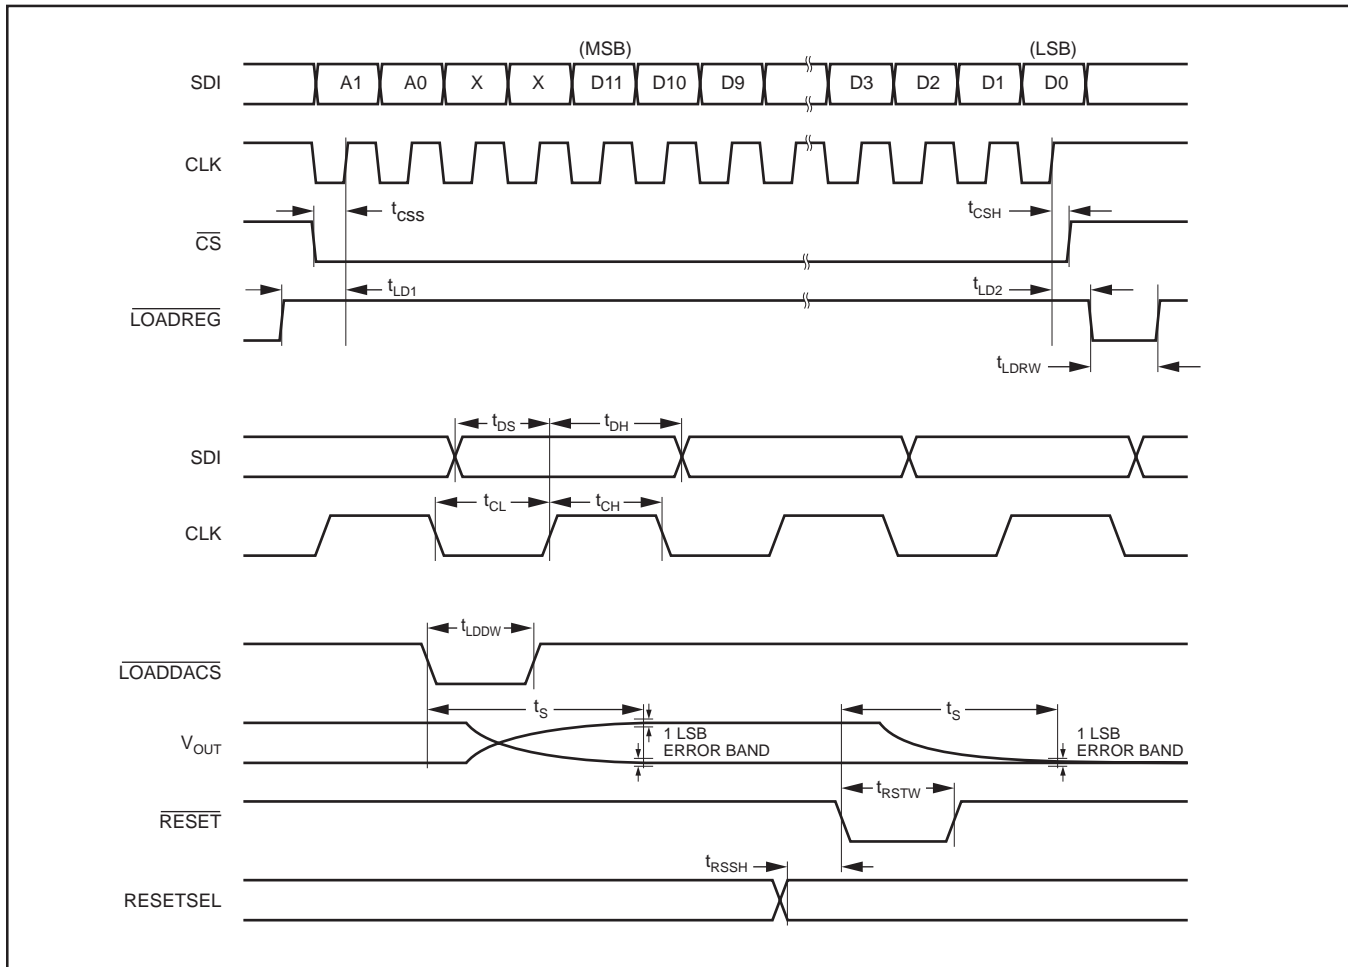 (MSB) (LSB)
SDI A1 A0 X X D11 D10 D9 D3 D2 D1 D0
CLK
tCSS tCSH
CS
tLD1 tLD2
LOADREG
tLDRW
tDS tDH
SDI
tCL tCH
CLK
tLDDW
LOADDACS
tS tS
VOUT
1 LSB
ERROR BAND
1 LSB
ERROR BAND
tRSTW
RESET
tRSSH
RESETSEL